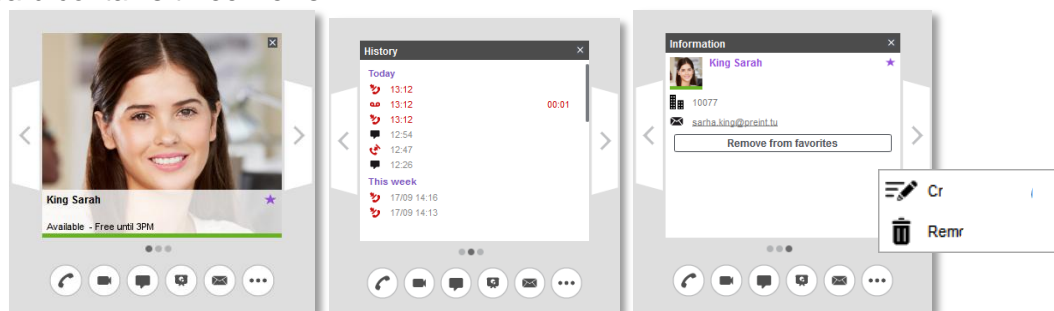 King Sarah
Available - Free until 3PM
History
Today
13:12
13:12 00:01
13:12
12:54
12:47
12:26
This week
17/09 14:16
17/09 14:13
Information
King Sarah
10077
sarha.king@preint.tu
Remove from favorites
Cr
Remr